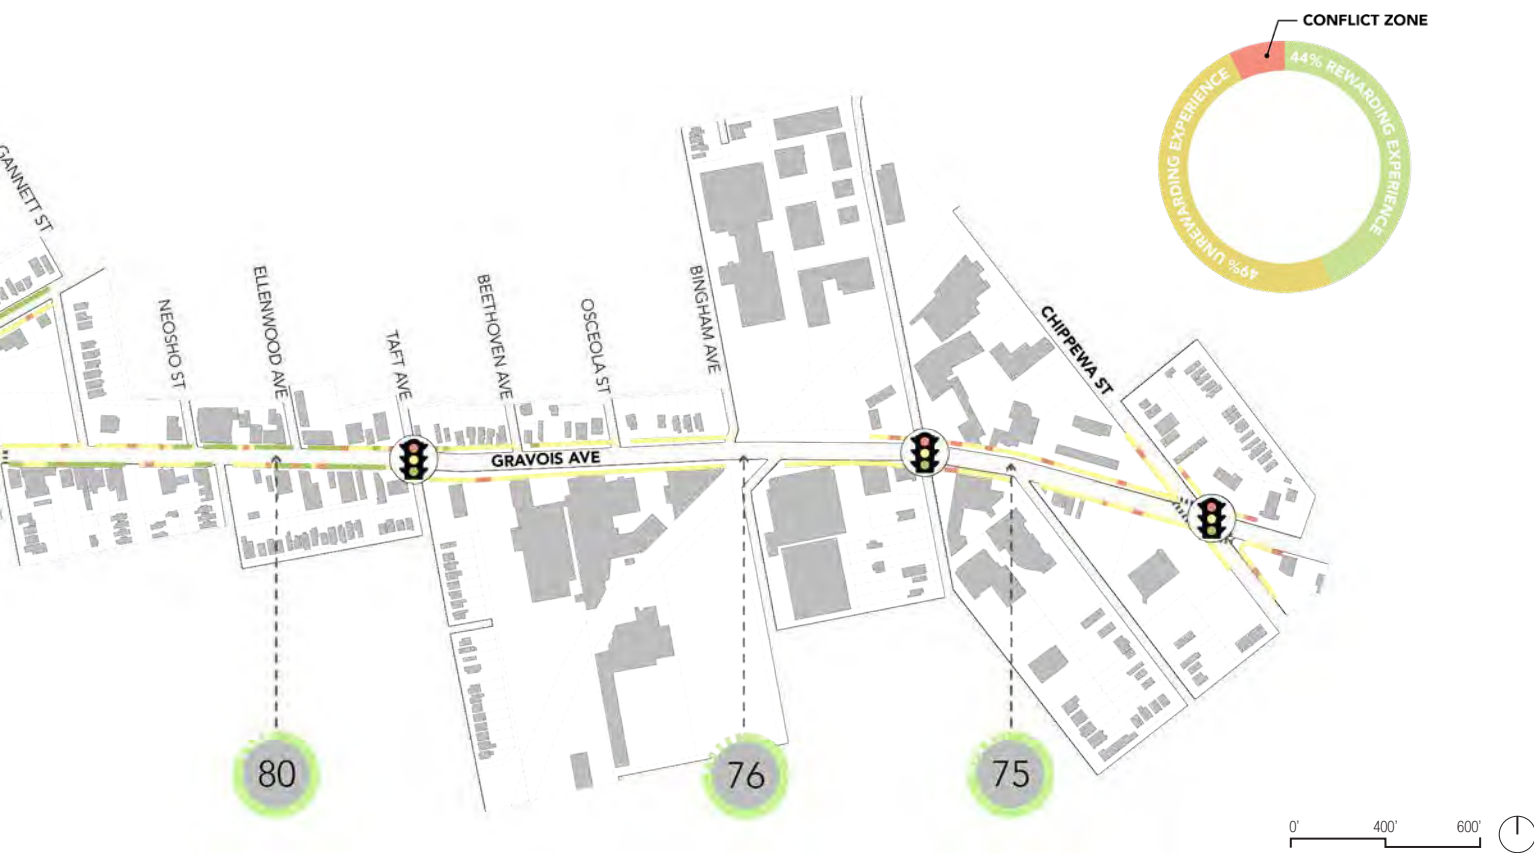 CONFLICT ZONE
44% REWARDING EXPERIENCE
49% UNREWARDING EXPERIENCE
GANNETT ST
NEOSHO ST
ELLENWOOD AVE
TAFT AVE
BEETHOVEN AVE
OSCEOLA ST
BINGHAM AVE
CHIPPEWA ST
GRAVOIS AVE
80
76
75
0' 400' 600'